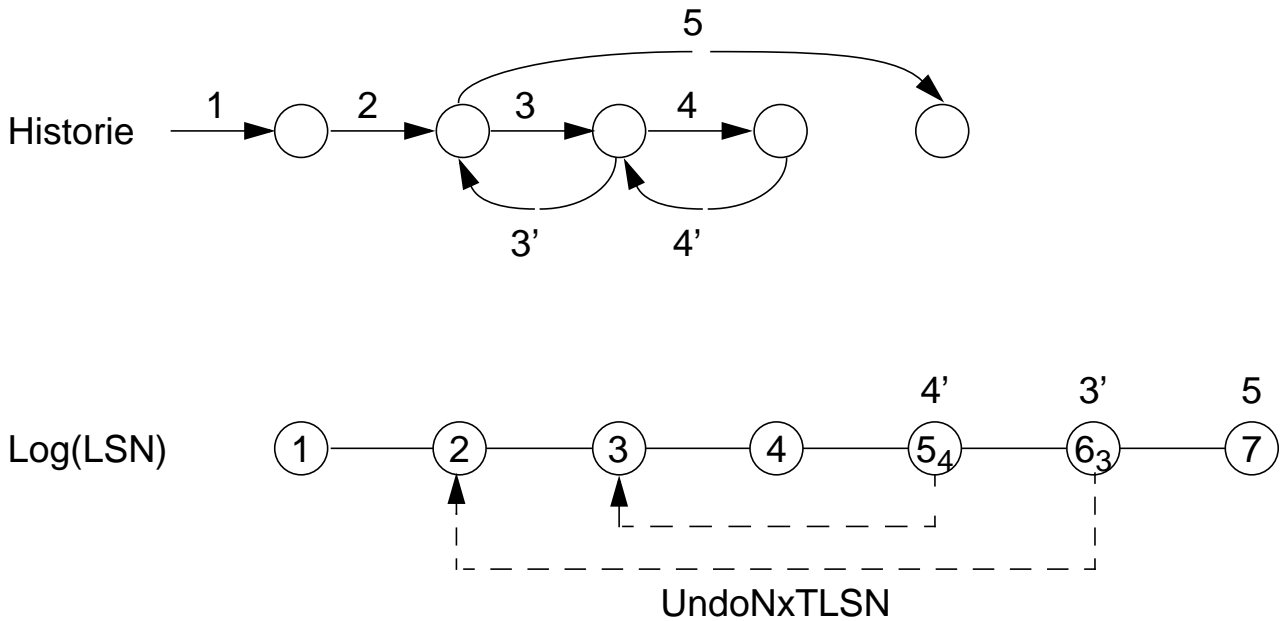 5
1 2 3 4
Historie
3’ 4’
4’ 3’ 5
Log(LSN) 1 2 3 4 5₄ 6₃ 7
UndoNxTLSN